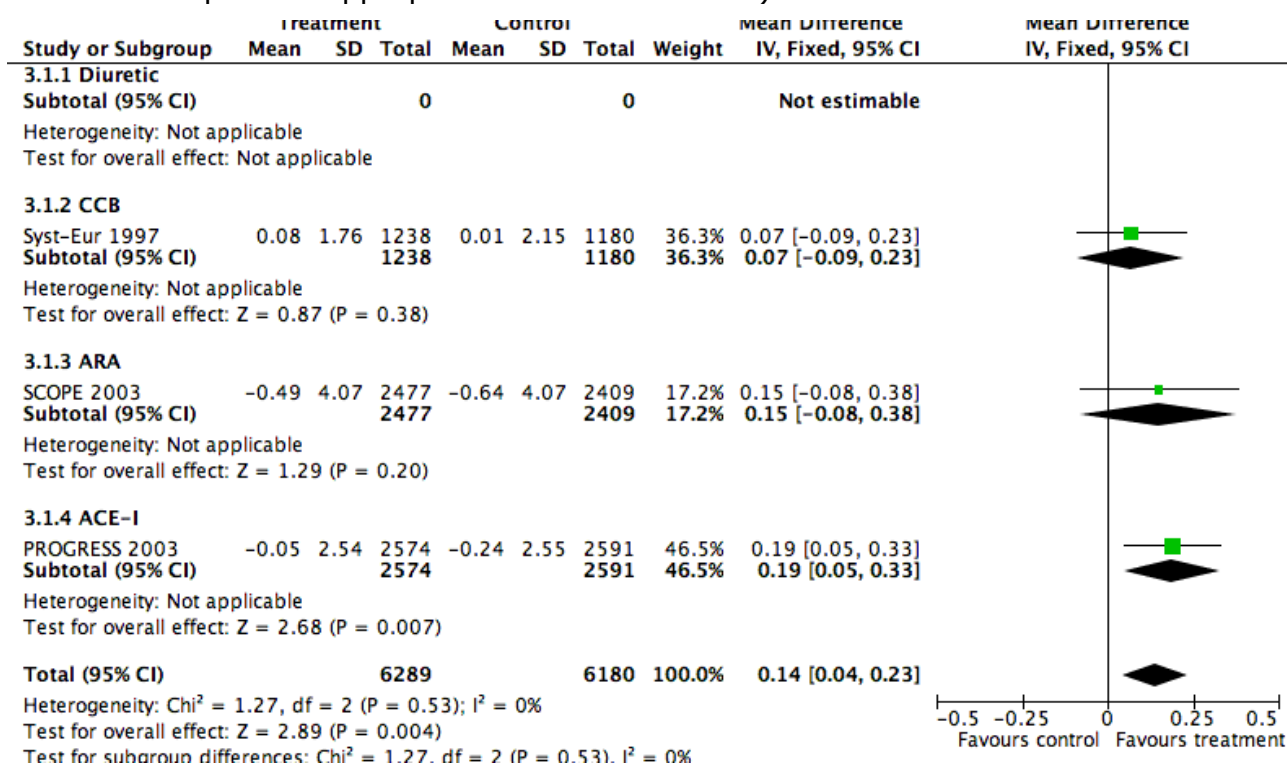 Treatment Control Mean Difference Mean Difference
Study or Subgroup Mean SD Total Mean SD Total Weight IV, Fixed, 95% CI IV, Fixed, 95% CI
3.1.1 Diuretic
Subtotal (95% CI) 0 0 Not estimable
Heterogeneity: Not applicable
Test for overall effect: Not applicable
3.1.2 CCB
Syst-Eur 1997 0.08 1.76 1238 0.01 2.15 1180 36.3% 0.07 [-0.09, 0.23]
Subtotal (95% CI) 1238 1180 36.3% 0.07 [-0.09, 0.23]
Heterogeneity: Not applicable
Test for overall effect: Z = 0.87 (P = 0.38)
3.1.3 ARA
SCOPE 2003 -0.49 4.07 2477 -0.64 4.07 2409 17.2% 0.15 [-0.08, 0.38]
Subtotal (95% CI) 2477 2409 17.2% 0.15 [-0.08, 0.38]
Heterogeneity: Not applicable
Test for overall effect: Z = 1.29 (P = 0.20)
3.1.4 ACE-I
PROGRESS 2003 -0.05 2.54 2574 -0.24 2.55 2591 46.5% 0.19 [0.05, 0.33]
Subtotal (95% CI) 2574 2591 46.5% 0.19 [0.05, 0.33]
Heterogeneity: Not applicable
Test for overall effect: Z = 2.68 (P = 0.007)
Total (95% CI) 6289 6180 100.0% 0.14 [0.04, 0.23]
Heterogeneity: Chi² = 1.27, df = 2 (P = 0.53); I² = 0%
Test for overall effect: Z = 2.89 (P = 0.004)
Test for subgroup differences: Chi² = 1.27, df = 2 (P = 0.53), I² = 0%
-0.5 -0.25 0 0.25 0.5
Favours control Favours treatment